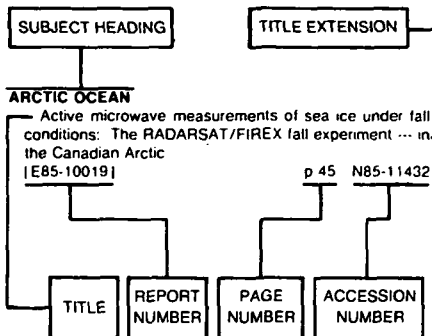 SUBJECT HEADING
TITLE EXTENSION
ARCTIC OCEAN
Active microwave measurements of sea ice under fall
conditions: The RADARSAT/FIREX fall experiment --- in
the Canadian Arctic
[E85-10019] p 45 N85-11432
TITLE
REPORT
NUMBER
PAGE
NUMBER
ACCESSION
NUMBER